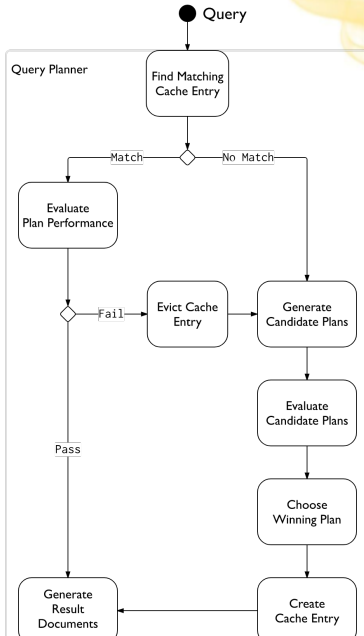 Query
Query Planner
Find Matching
Cache Entry
Match
No Match
Evaluate
Plan Performance
Fail
Evict Cache
Entry
Generate
Candidate Plans
Evaluate
Candidate Plans
Pass
Choose
Winning Plan
Generate
Result
Documents
Create
Cache Entry